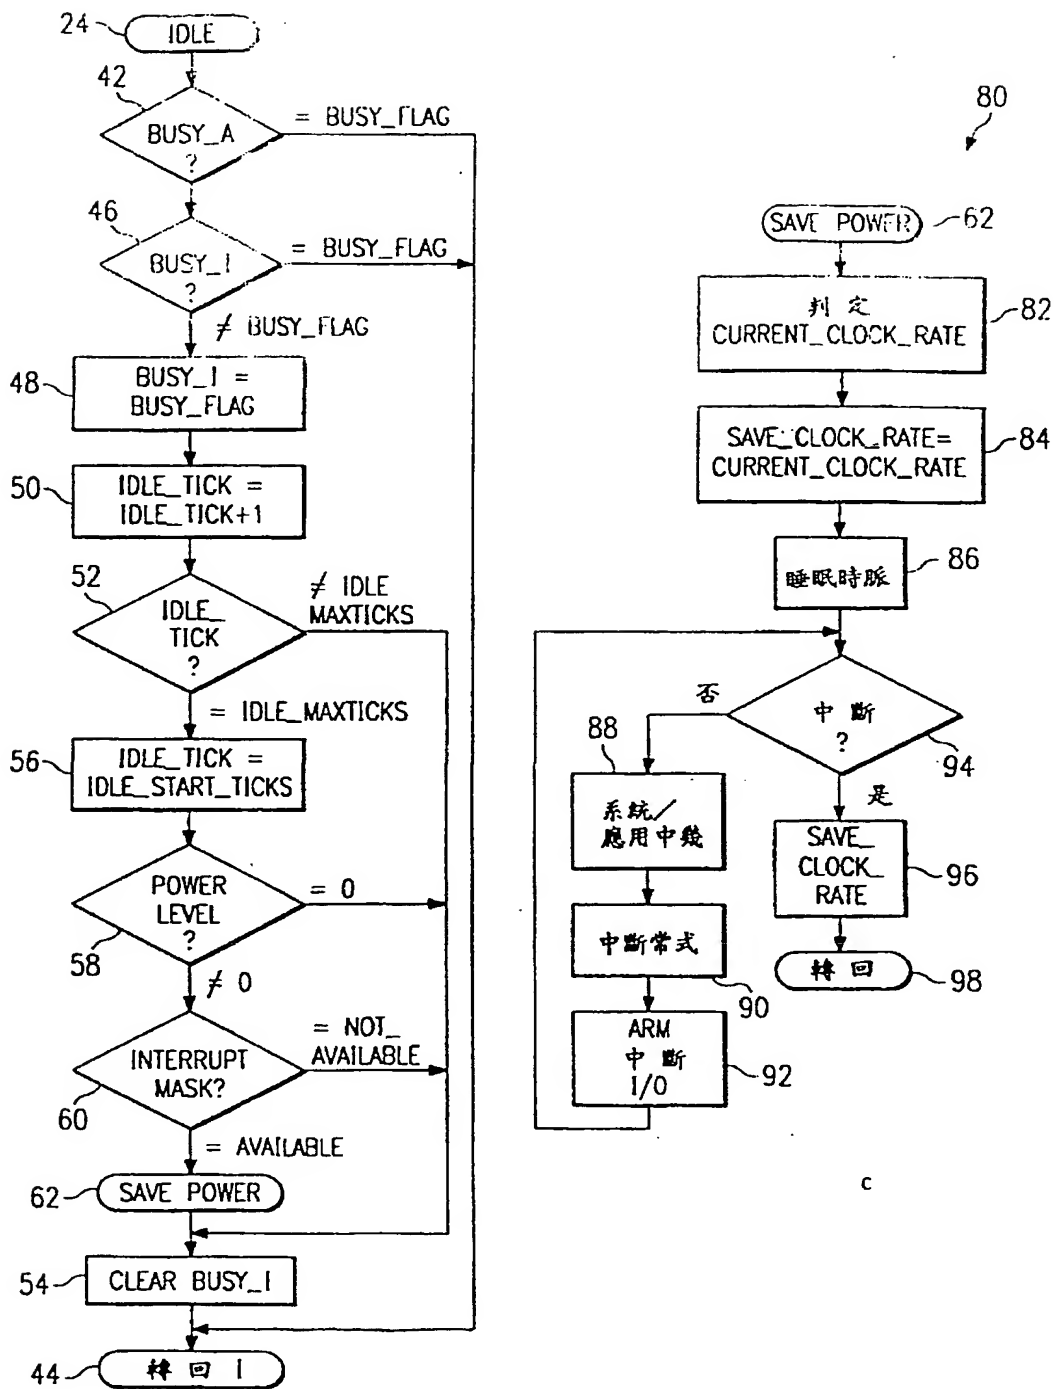 24
IDLE
42
BUSY_A
?
= BUSY_FLAG
46
BUSY_I
?
= BUSY_FLAG
≠ BUSY_FLAG
48
BUSY_I =
BUSY_FLAG
50
IDLE_TICK =
IDLE_TICK+1
52
IDLE_
TICK
?
≠ IDLE
MAXTICKS
= IDLE_MAXTICKS
56
IDLE_TICK =
IDLE_START_TICKS
58
POWER
LEVEL
?
= 0
≠ 0
60
INTERRUPT
MASK?
= NOT_
AVAILABLE
= AVAILABLE
62
SAVE POWER
54
CLEAR BUSY_I
44
轉回 I
80
SAVE POWER
62
判定
CURRENT_CLOCK_RATE
82
SAVE_CLOCK_RATE=
CURRENT_CLOCK_RATE
84
睡眠時脈
86
否
中斷
?
94
是
88
系統/
應用中幾
中斷常式
90
ARM
中斷
I/O
92
SAVE_
CLOCK_
RATE
96
轉回
98
c